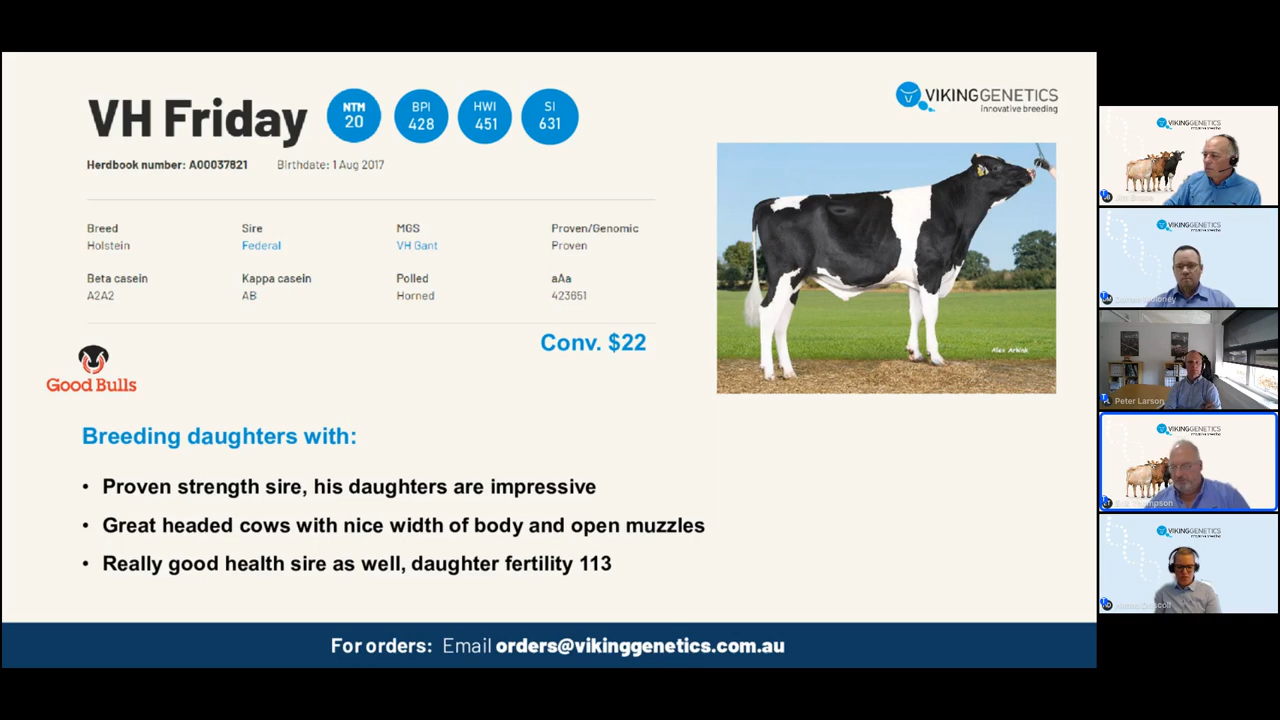 VH Friday
NTM
20
BPI
428
HWI
451
SI
631
VIKINGGENETICS
innovative breeding
Herdbook number: A00037821 Birthdate: 1 Aug 2017
Breed Sire MGS Proven/Genomic
Holstein Federal VH Gant Proven
Beta casein Kappa casein Polled aAa
A2A2 AB Horned 423651
Conv. $22
Good Bulls
Alex Arkink
Breeding daughters with:
• Proven strength sire, his daughters are impressive
• Great headed cows with nice width of body and open muzzles
• Really good health sire as well, daughter fertility 113
For orders: Email orders@vikinggenetics.com.au
VIKINGGENETICS
VIKINGGENETICS
Peter Larson
VIKINGGENETICS
VIKINGGENETICS